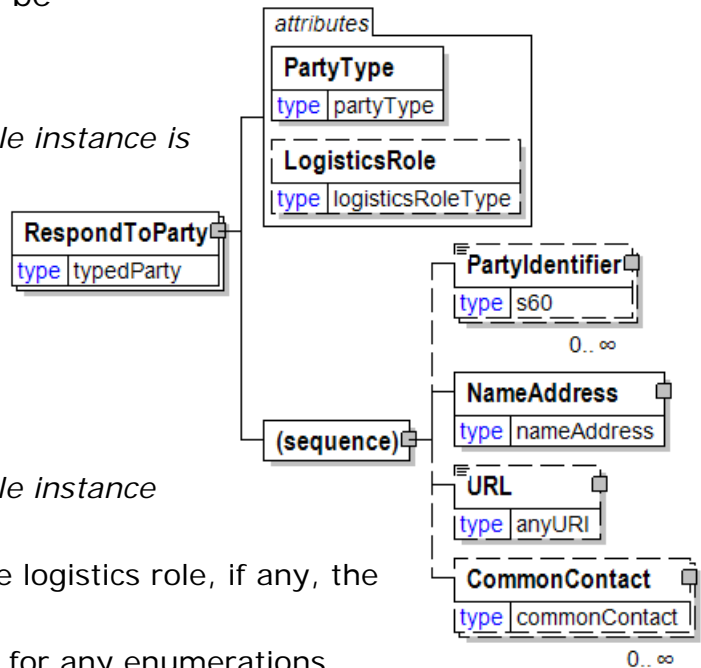 be
attributes
PartyType
type partyType
le instance is
LogisticsRole
type logisticsRoleType
RespondToParty
type typedParty
PartyIdentifier
type s60
0.. ∞
NameAddress
type nameAddress
(sequence)
URL
type anyURI
le instance
e logistics role, if any, the
CommonContact
type commonContact
for any enumerations
0.. ∞